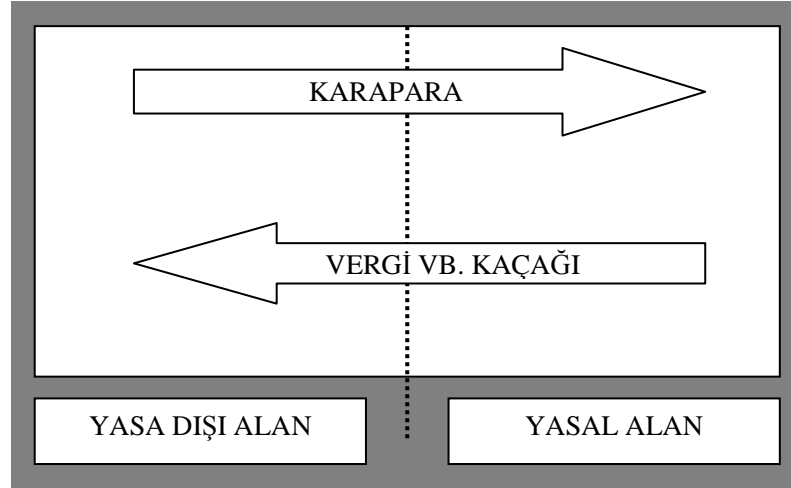 KARAPARA
VERGİ VB. KAÇAĞI
YASA DIŞI ALAN
YASAL ALAN